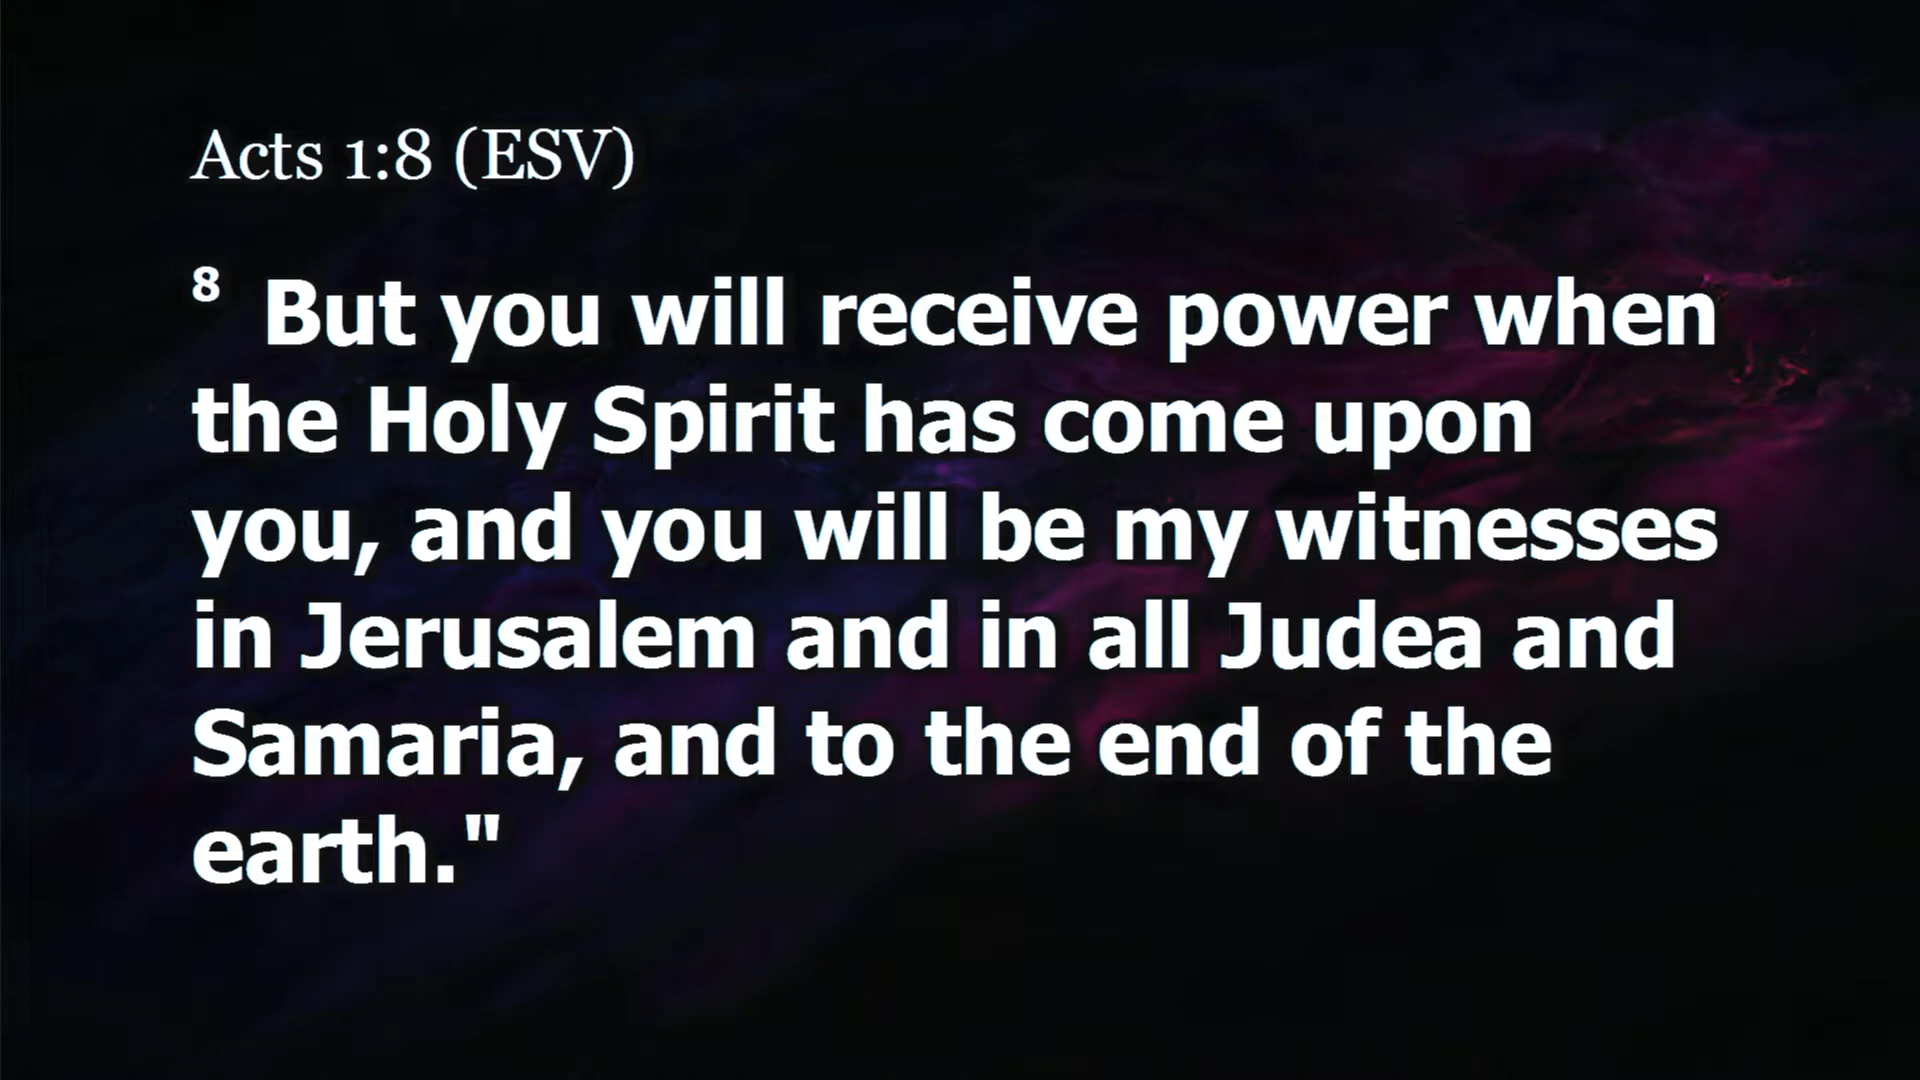 Acts 1:8 (ESV)
8 But you will receive power when
the Holy Spirit has come upon
you, and you will be my witnesses
in Jerusalem and in all Judea and
Samaria, and to the end of the
earth."